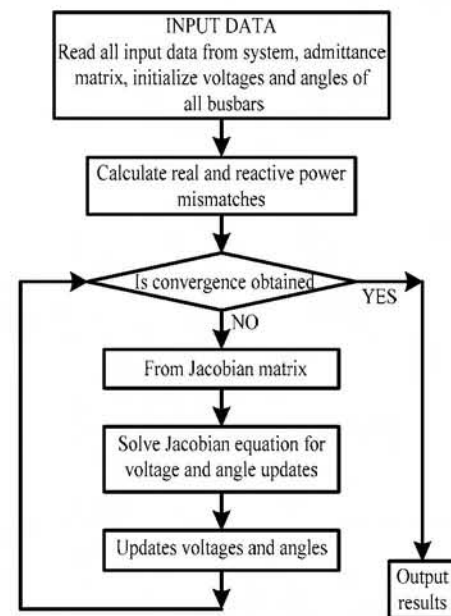 INPUT DATA
Read all input data from system, admittance
matrix, initialize voltages and angles of
all busbars
Calculate real and reactive power
mismatches
Is convergence obtained
YES
NO
From Jacobian matrix
Solve Jacobian equation for
voltage and angle updates
Updates voltages and angles
Output
results